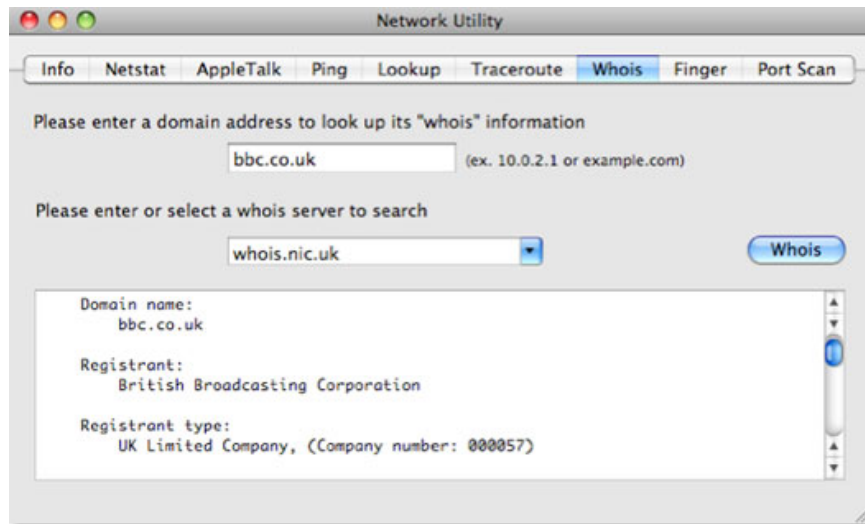 Network Utility
Info Netstat AppleTalk Ping Lookup Traceroute Whois Finger Port Scan
Please enter a domain address to look up its "whois" information
bbc.co.uk (ex. 10.0.2.1 or example.com)
Please enter or select a whois server to search
whois.nic.uk Whois
Domain name:
bbc.co.uk
Registrant:
British Broadcasting Corporation
Registrant type:
UK Limited Company, (Company number: 000057)